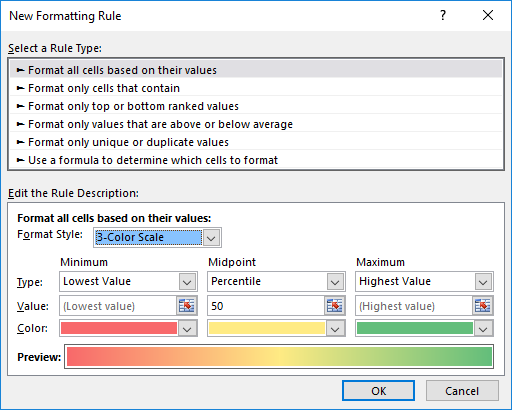 New Formatting Rule ? 
Select a Rule Type:
► Format all cells based on their values
► Format only cells that contain
► Format only top or bottom ranked values
► Format only values that are above or below average
► Format only unique or duplicate values
► Use a formula to determine which cells to format
Edit the Rule Description:
Format all cells based on their values:
Format Style: 3-Color Scale
Minimum Midpoint Maximum
Type: Lowest Value Percentile Highest Value
Value: (Lowest value) 50 (Highest value)
Color:
Preview:
OK Cancel